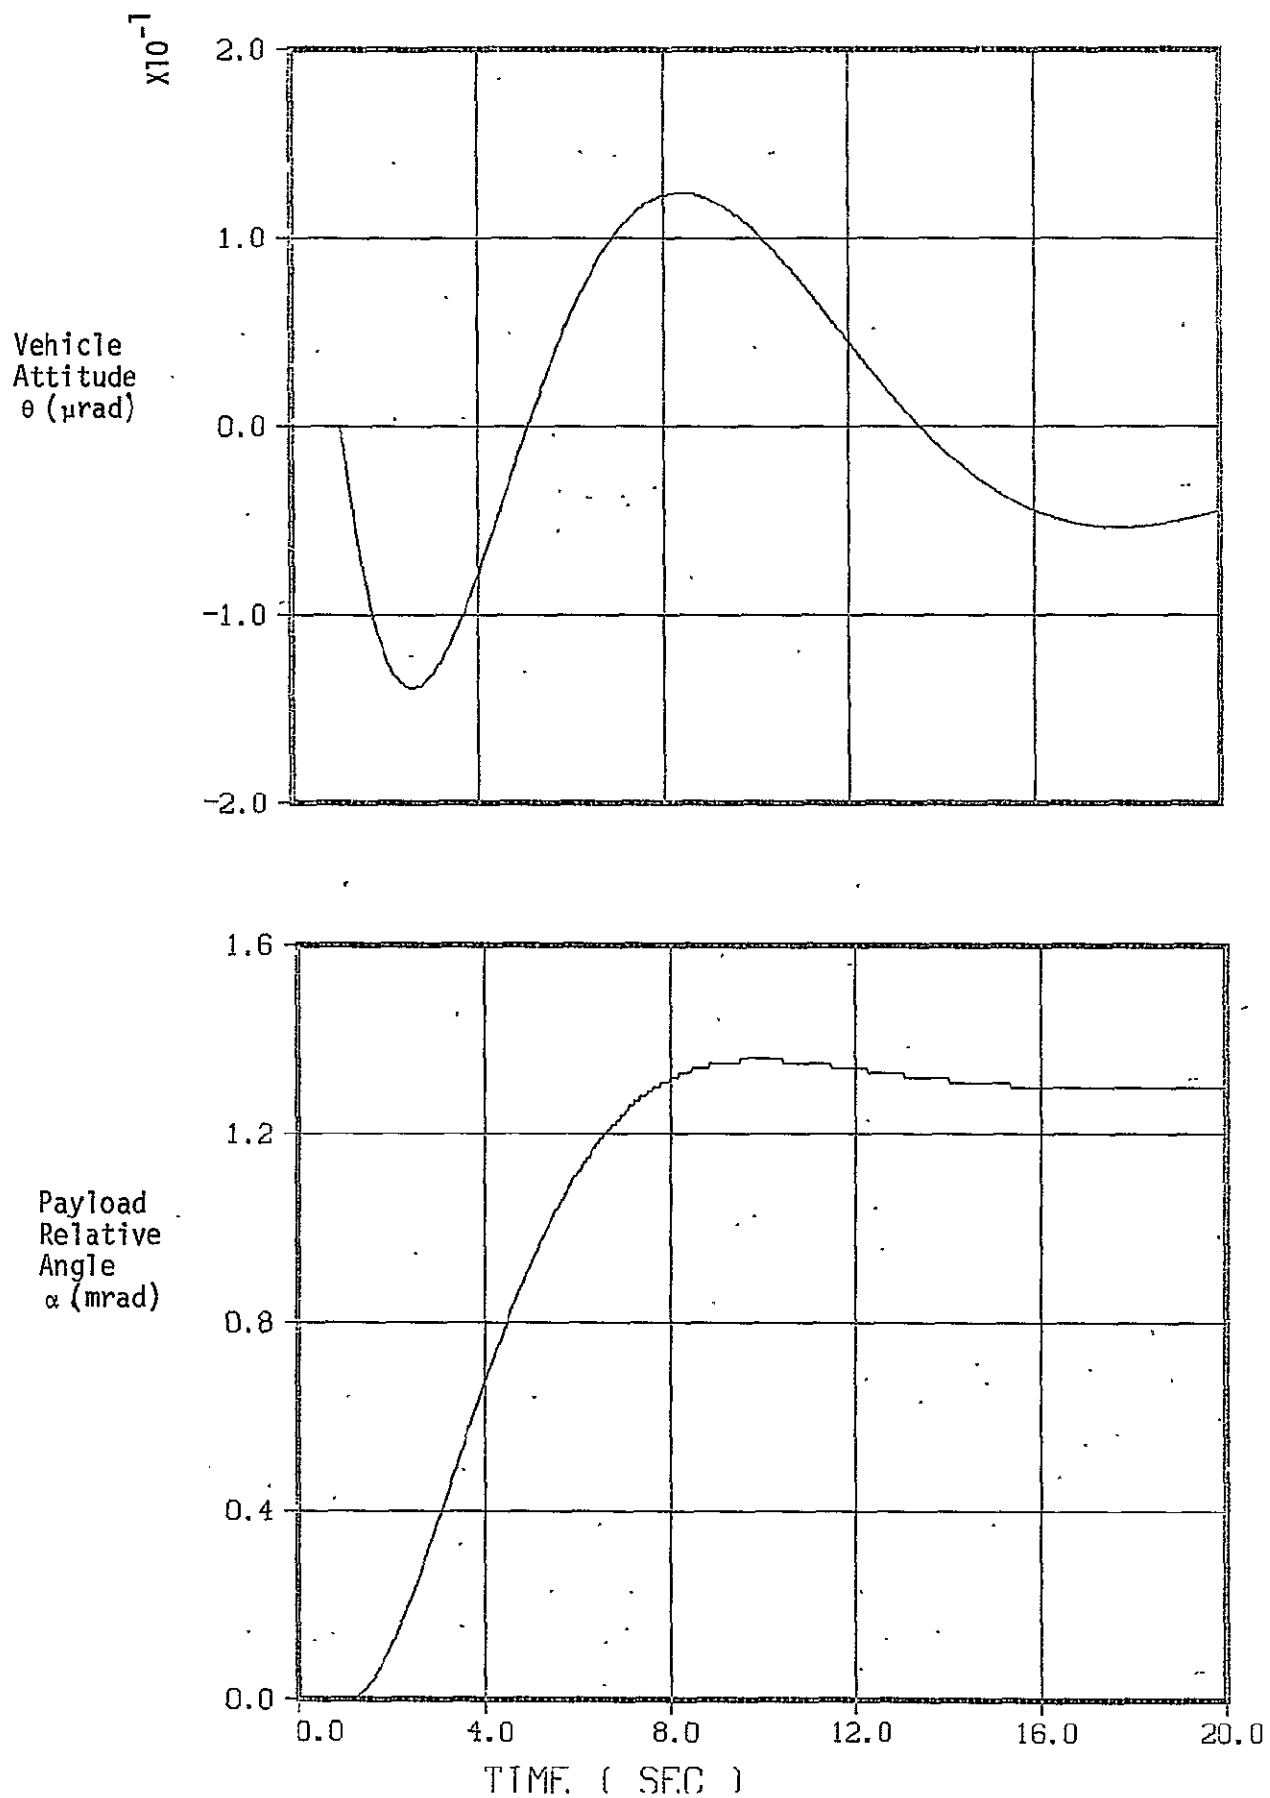 X10⁻¹
2.0
1.0
Vehicle
Attitude
θ (μrad)
0.0
-1.0
-2.0
1.6
1.2
Payload
Relative
Angle
α (mrad)
0.8
0.4
0.0
0.0 4.0 8.0 12.0 16.0 20.0
TIME ( SEC )